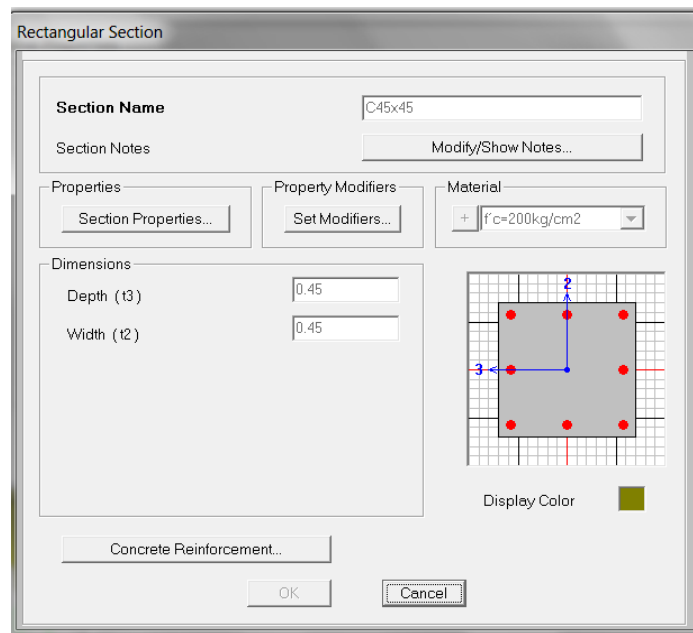 Rectangular Section
Section Name C45x45
Section Notes Modify/Show Notes...
Properties Property Modifiers Material
Section Properties... Set Modifiers... + f´c=200kg/cm2
Dimensions
Depth (t3) 0.45
Width (t2) 0.45
2
3
Display Color
Concrete Reinforcement...
OK Cancel